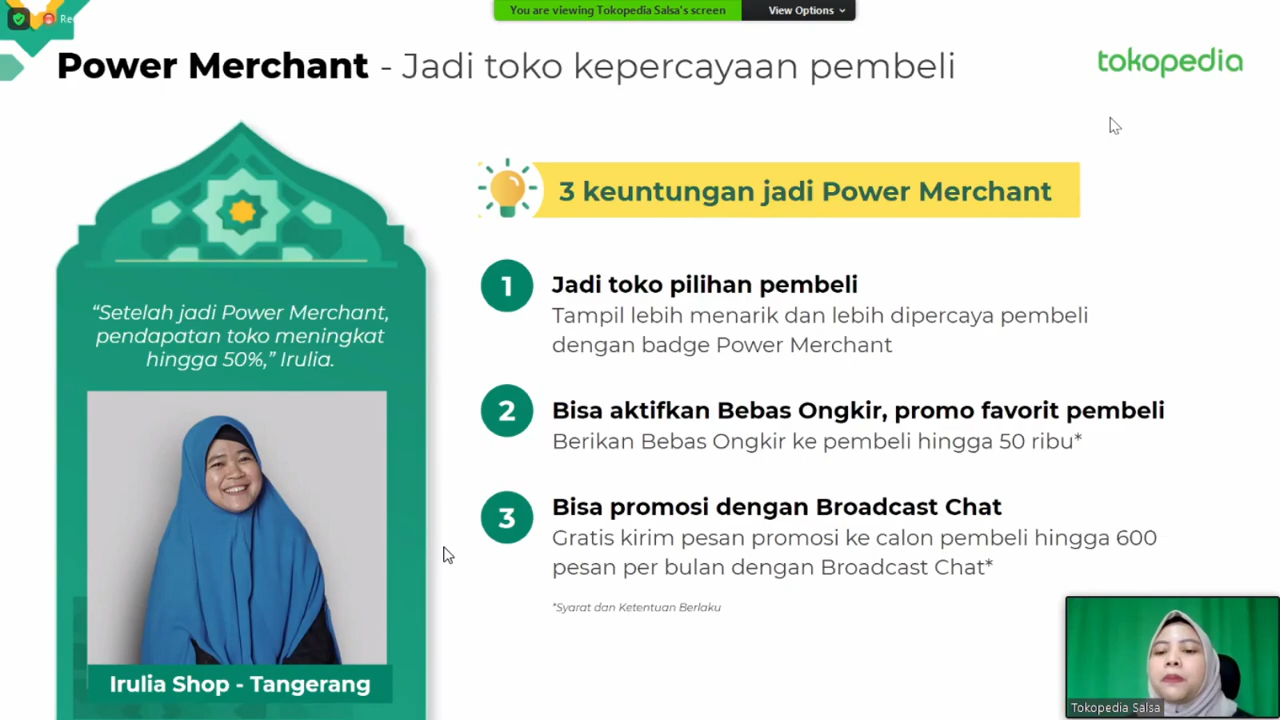 You are viewing Tokopedia Salsa's screen
View Options
Power Merchant - Jadi toko kepercayaan pembeli
tokopedia
3 keuntungan jadi Power Merchant
“Setelah jadi Power Merchant,
pendapatan toko meningkat
hingga 50%,” Irulia.
Irulia Shop - Tangerang
1
Jadi toko pilihan pembeli
Tampil lebih menarik dan lebih dipercaya pembeli
dengan badge Power Merchant
2
Bisa aktifkan Bebas Ongkir, promo favorit pembeli
Berikan Bebas Ongkir ke pembeli hingga 50 ribu*
3
Bisa promosi dengan Broadcast Chat
Gratis kirim pesan promosi ke calon pembeli hingga 600
pesan per bulan dengan Broadcast Chat*
*Syarat dan Ketentuan Berlaku
Tokopedia Salsa